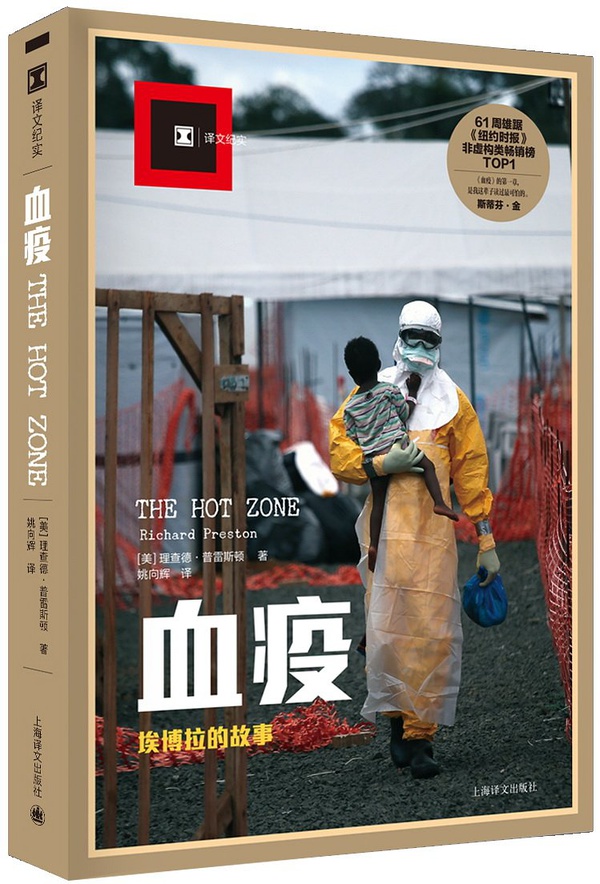 译文纪实
血疫
THE HOT ZONE
[美] 理查德·普雷斯顿 著
姚向辉 译
上海译文出版社
译文纪实
61周雄踞
《纽约时报》
非虚构类畅销榜
TOP1
《血疫》的第一章,
是我这辈子读过最可怕的。
斯蒂芬·金
THE HOT ZONE
Richard Preston
[美] 理查德·普雷斯顿 著
姚向辉 译
血疫
埃博拉的故事
上海译文出版社